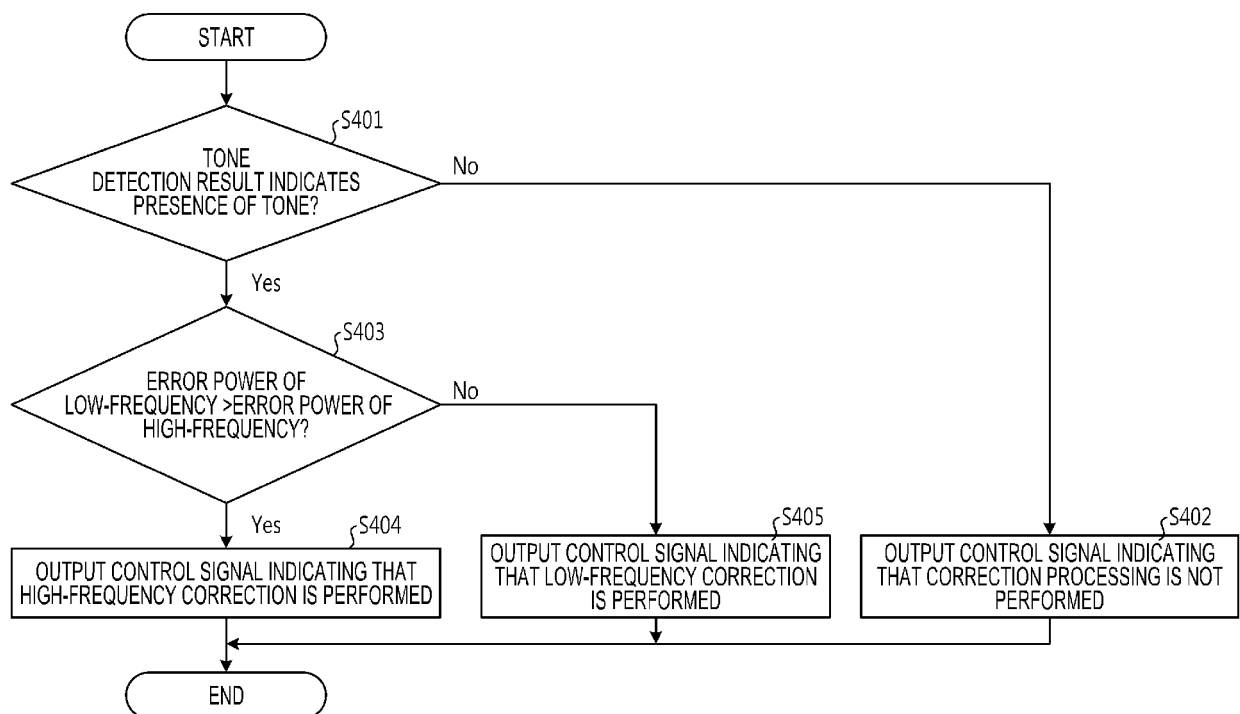 START
S401
TONE
DETECTION RESULT INDICATES
PRESENCE OF TONE?
No
Yes
S403
ERROR POWER OF
LOW-FREQUENCY >ERROR POWER OF
HIGH-FREQUENCY?
No
Yes
S404
OUTPUT CONTROL SIGNAL INDICATING THAT
HIGH-FREQUENCY CORRECTION IS PERFORMED
S405
OUTPUT CONTROL SIGNAL INDICATING
THAT LOW-FREQUENCY CORRECTION
IS PERFORMED
S402
OUTPUT CONTROL SIGNAL INDICATING
THAT CORRECTION PROCESSING IS NOT
PERFORMED
END